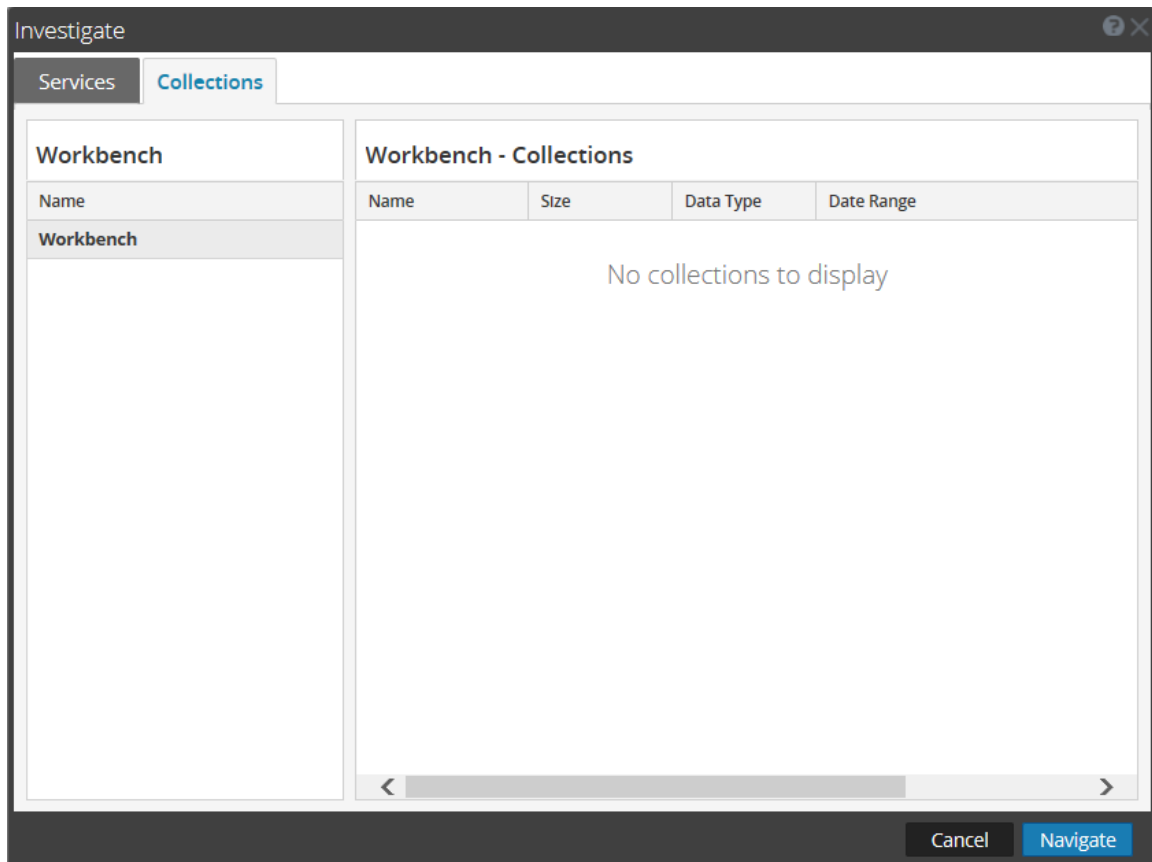 Investigate
Services Collections
Workbench
Name
Workbench
Workbench - Collections
Name Size Data Type Date Range
No collections to display
Cancel Navigate